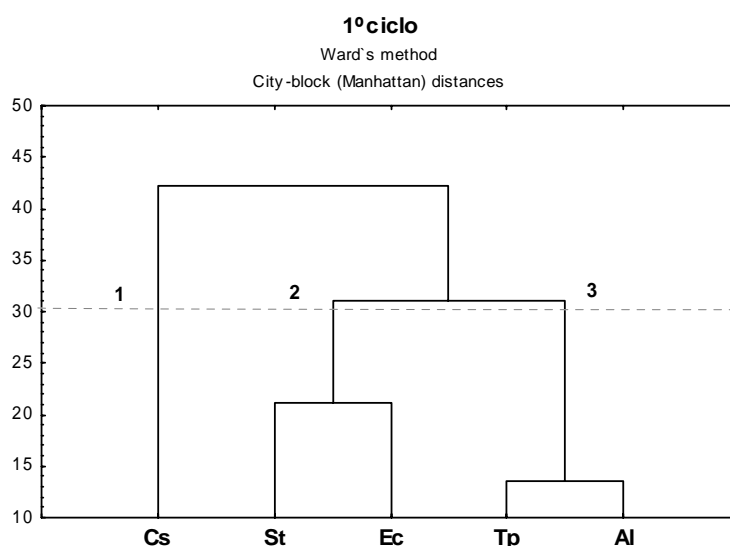 1º ciclo
Ward`s method
City-block (Manhattan) distances
50
45
40
35
1 2 3
30
25
20
15
10
Cs St Ec Tp Al